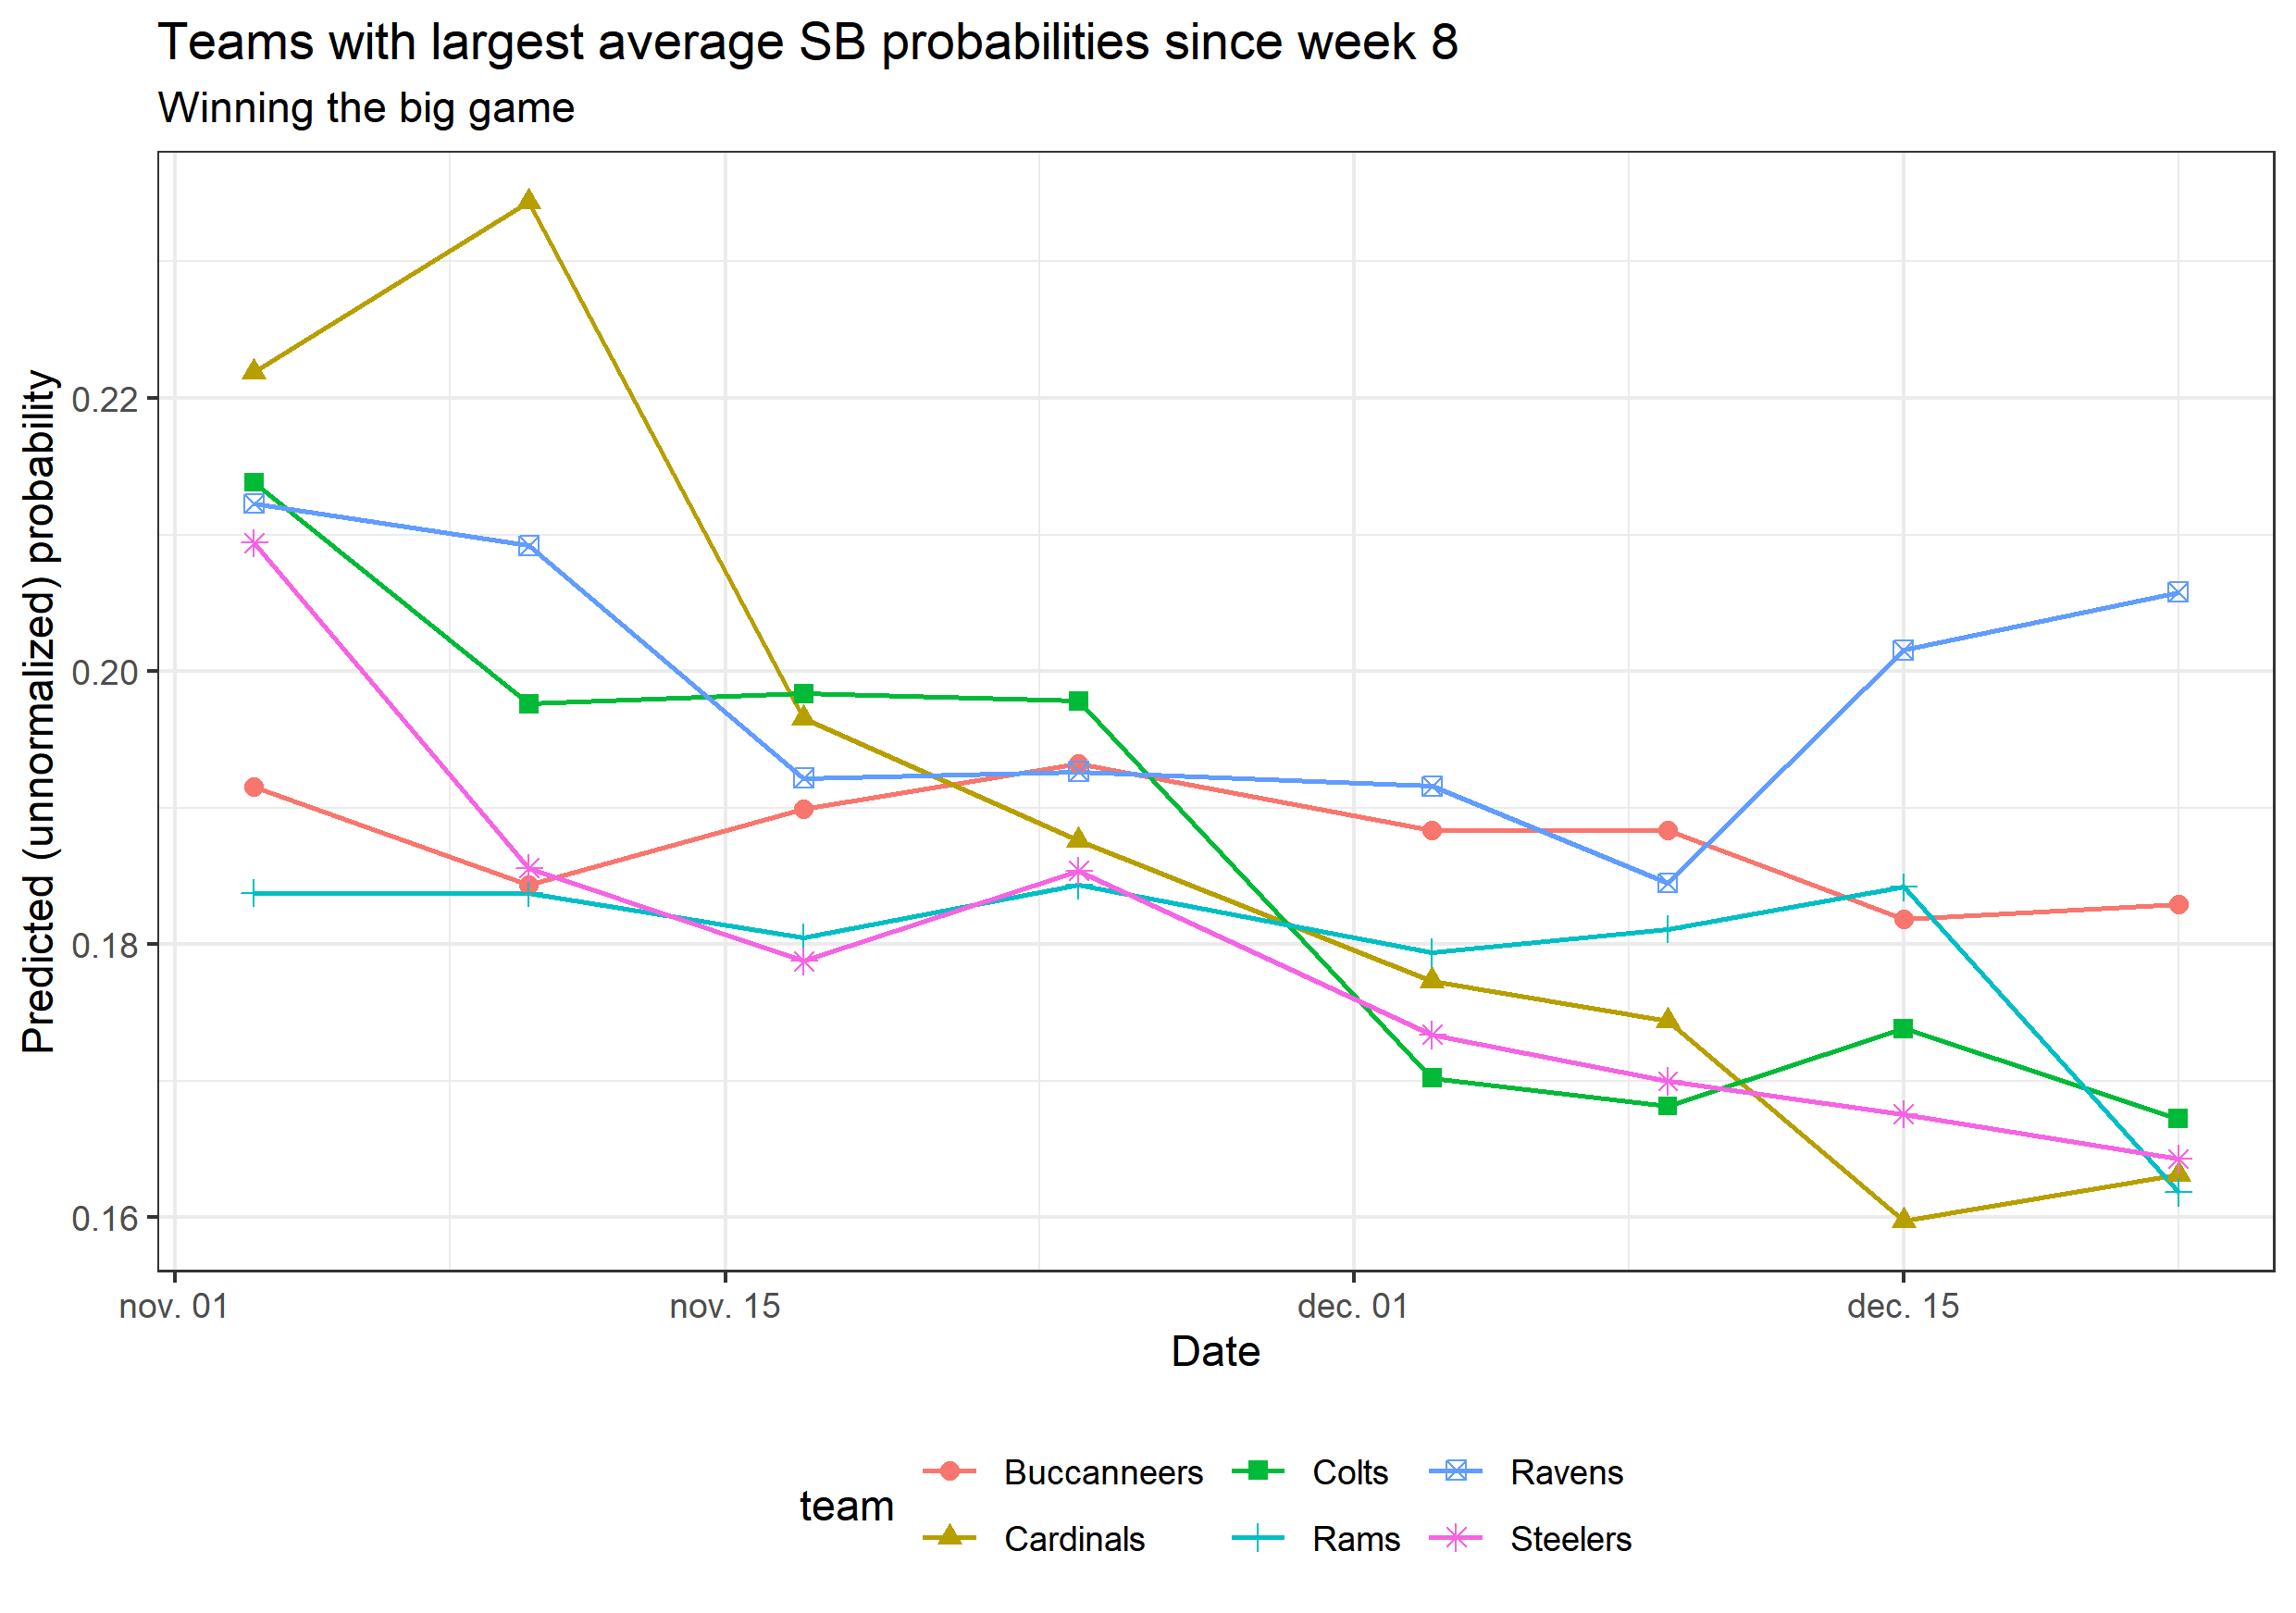 Teams with largest average SB probabilities since week 8
Winning the big game
Predicted (unnormalized) probability
0.22
0.20
0.18
0.16
nov. 01
nov. 15
dec. 01
dec. 15
Date
team
Buccanneers
Colts
Ravens
Cardinals
Rams
Steelers